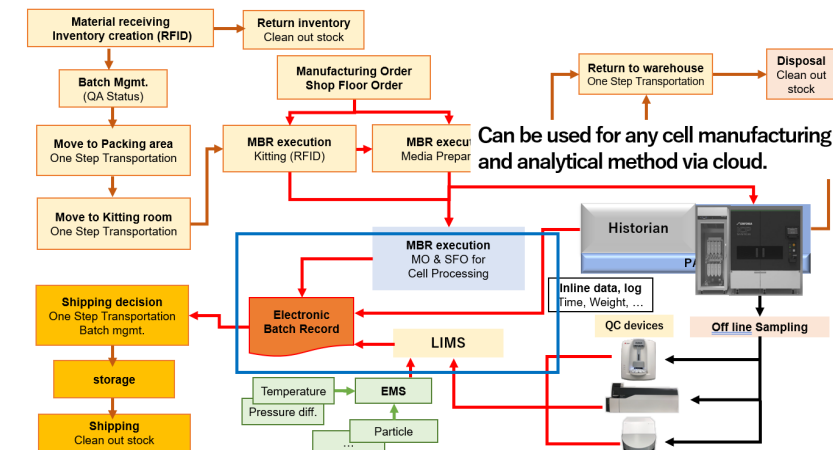 Material receiving
Inventory creation (RFID)
Return inventory
Clean out stock
Batch Mgmt.
(QA Status)
Manufacturing Order
Shop Floor Order
Return to warehouse
One Step Transportation
Disposal
Clean out
stock
Move to Packing area
One Step Transportation
MBR execution
Kitting (RFID)
MBR
Media
Can be used for any cell manufacturing
and analytical method via cloud.
Move to Kitting room
One Step Transportation
Historian
MBR execution
MO & SFO for
Cell Processing
Inline data, log
Time, Weight, …
Shipping decision
One Step Transportation
Batch mgmt.
Electronic
Batch Record
LIMS
QC devices
Off line Sampling
storage
Temperature
Pressure diff.
EMS
Particle
…
Shipping
Clean out stock